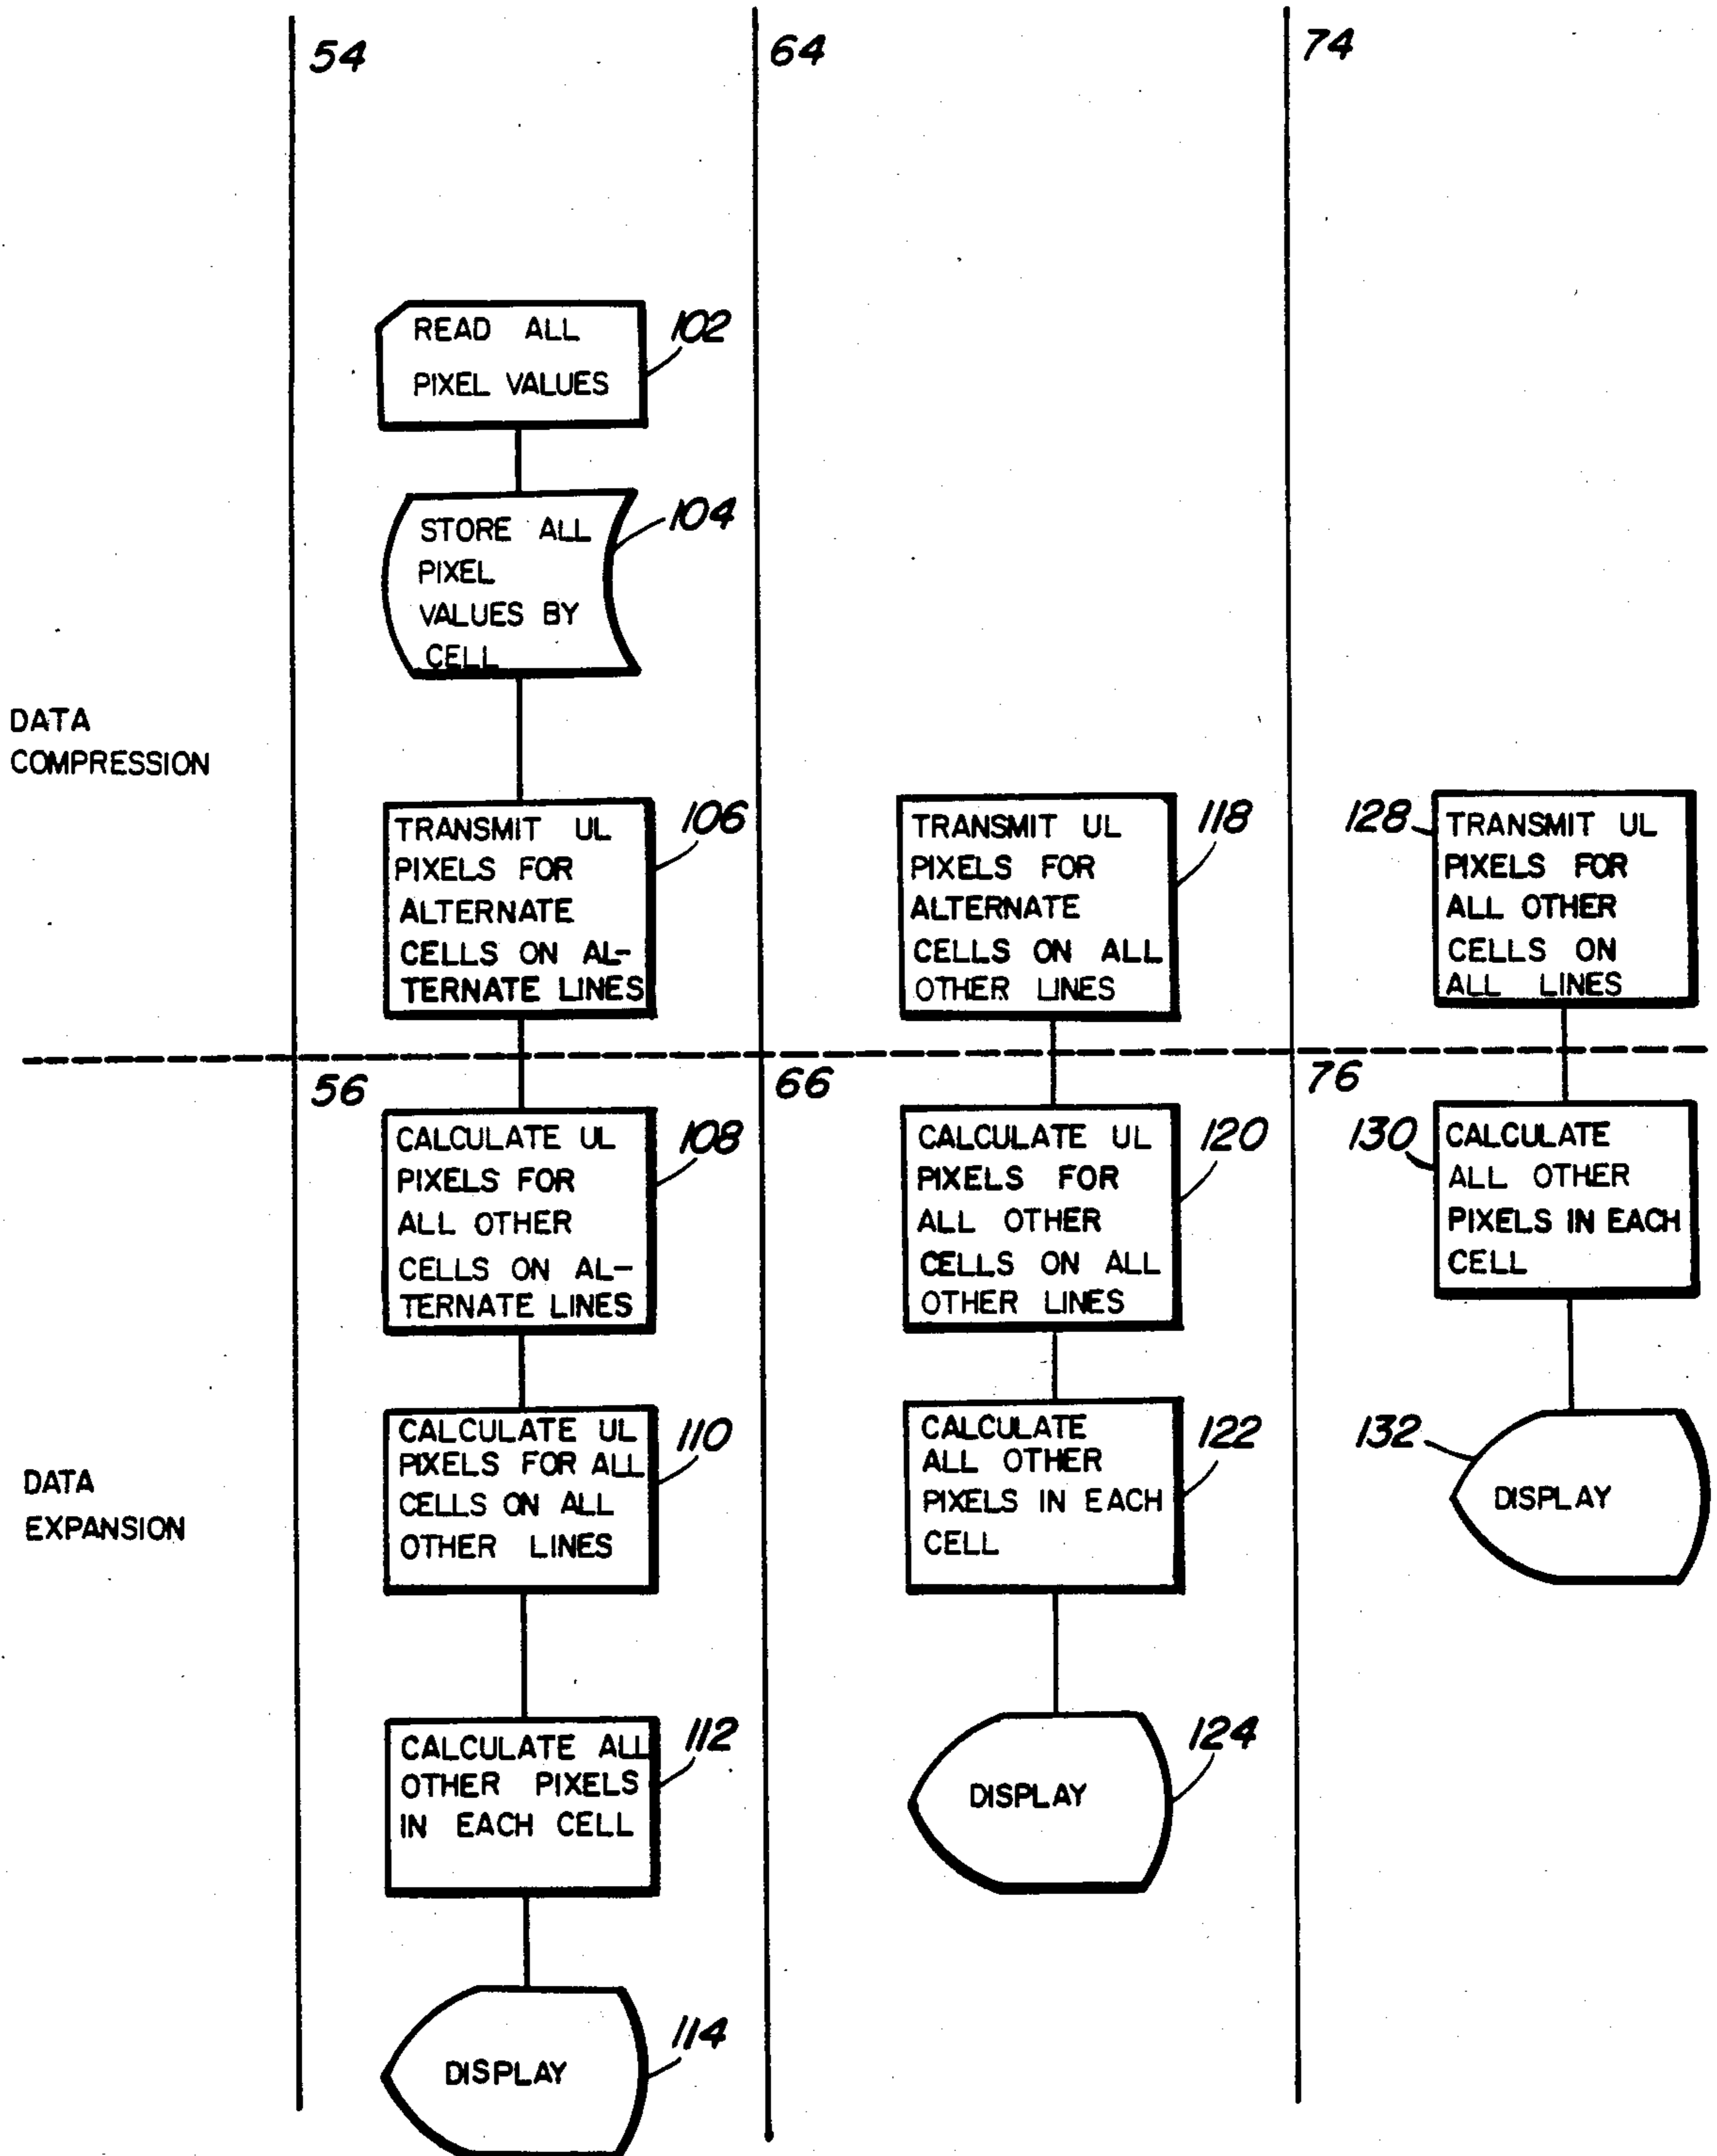 54
64
74
READ ALL
PIXEL VALUES
102
STORE ALL
PIXEL
VALUES BY
CELL
104
DATA
COMPRESSION
TRANSMIT UL
PIXELS FOR
ALTERNATE
CELLS ON AL-
TERNATE LINES
106
TRANSMIT UL
PIXELS FOR
ALTERNATE
CELLS ON ALL
OTHER LINES
118
128
TRANSMIT UL
PIXELS FOR
ALL OTHER
CELLS ON
ALL LINES
56
66
76
CALCULATE UL
PIXELS FOR
ALL OTHER
CELLS ON AL-
TERNATE LINES
108
CALCULATE UL
PIXELS FOR
ALL OTHER
CELLS ON ALL
OTHER LINES
120
130
CALCULATE
ALL OTHER
PIXELS IN EACH
CELL
DATA
EXPANSION
CALCULATE UL
PIXELS FOR ALL
CELLS ON ALL
OTHER LINES
110
CALCULATE
ALL OTHER
PIXELS IN EACH
CELL
122
132
DISPLAY
CALCULATE ALL
OTHER PIXELS
IN EACH CELL
112
DISPLAY
124
DISPLAY
114